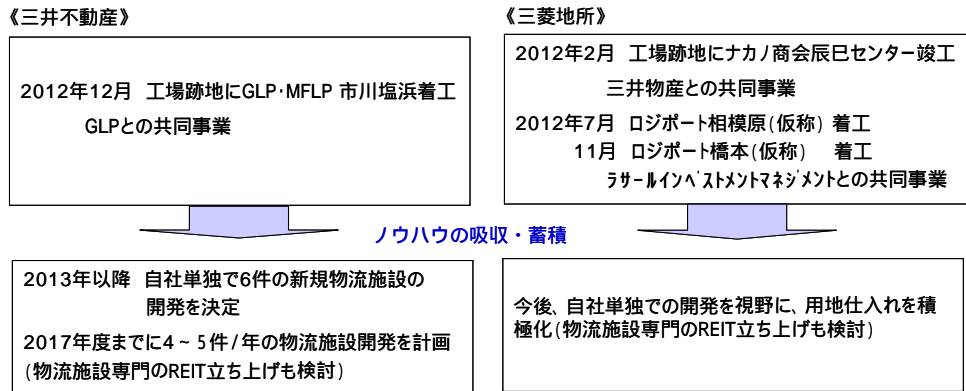 《三井不動産》
2012年12月 工場跡地にGLP･MFLP 市川塩浜着工
GLPとの共同事業
《三菱地所》
2012年2月 工場跡地にナカノ商会辰巳センター竣工
三井物産との共同事業
2012年7月 ロジポート相模原(仮称) 着工
11月 ロジポート橋本(仮称) 着工
ﾗｻｰﾙインﾍﾞｽﾄﾒﾝﾄﾏﾈｼﾞﾒﾝﾄとの共同事業
ノウハウの吸収・蓄積
2013年以降 自社単独で6件の新規物流施設の
開発を決定
2017年度までに4～5件/年の物流施設開発を計画
(物流施設専門のREIT立ち上げも検討)
今後、自社単独での開発を視野に、用地仕入れを積
極化(物流施設専門のREIT立ち上げも検討)